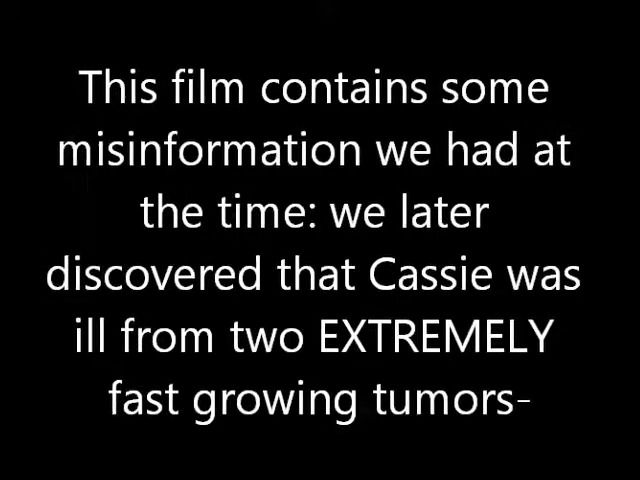 This film contains some
misinformation we had at
the time: we later
discovered that Cassie was
ill from two EXTREMELY
fast growing tumors-